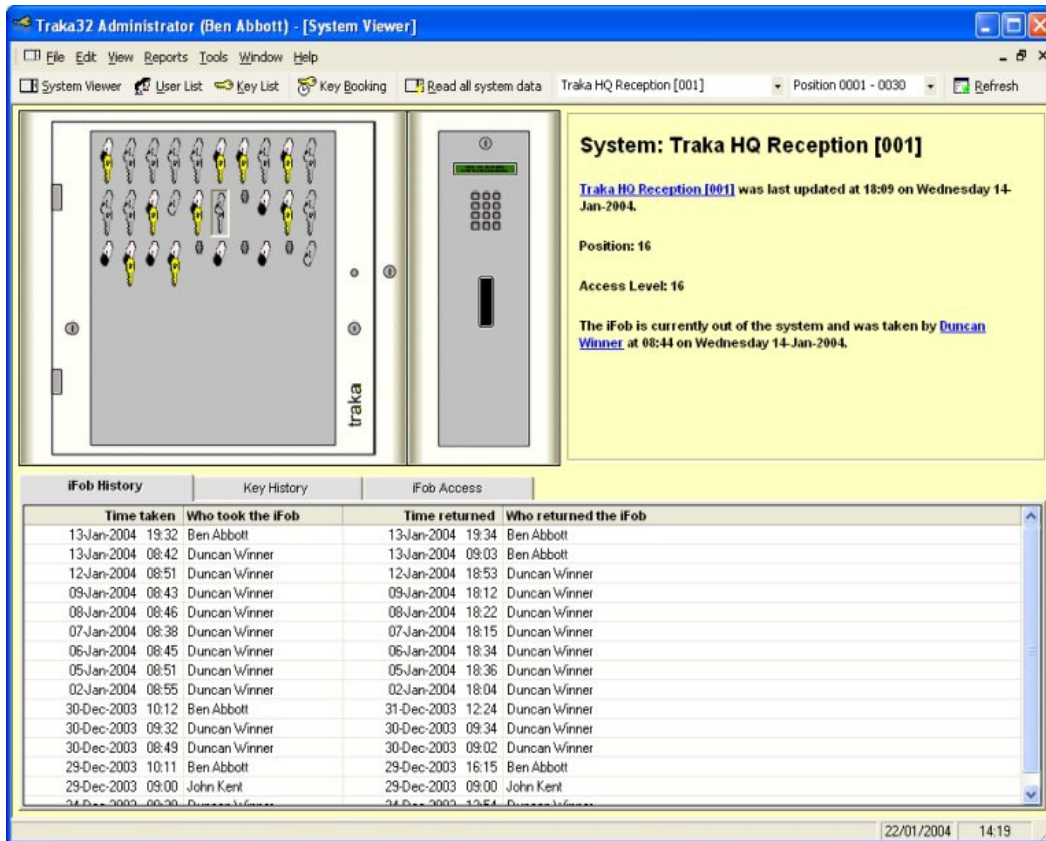 Traka32 Administrator (Ben Abbott) - [System Viewer]
File Edit View Reports Tools Window Help
System Viewer User List Key List Key Booking Read all system data Traka HQ Reception [001] Position 0001 - 0030 Refresh
System: Traka HQ Reception [001]
Traka HQ Reception [001] was last updated at 18:09 on Wednesday 14-
Jan-2004.
Position: 16
Access Level: 16
The iFob is currently out of the system and was taken by Duncan
Winner at 08:44 on Wednesday 14-Jan-2004.
traka
iFob History Key History iFob Access
Time taken Who took the iFob Time returned Who returned the iFob
13-Jan-2004 19:32 Ben Abbott 13-Jan-2004 19:34 Ben Abbott
13-Jan-2004 08:42 Duncan Winner 13-Jan-2004 09:03 Ben Abbott
12-Jan-2004 08:51 Duncan Winner 12-Jan-2004 18:53 Duncan Winner
09-Jan-2004 08:43 Duncan Winner 09-Jan-2004 18:12 Duncan Winner
08-Jan-2004 08:46 Duncan Winner 08-Jan-2004 18:22 Duncan Winner
07-Jan-2004 08:38 Duncan Winner 07-Jan-2004 18:15 Duncan Winner
06-Jan-2004 08:45 Duncan Winner 06-Jan-2004 18:34 Duncan Winner
05-Jan-2004 08:51 Duncan Winner 05-Jan-2004 18:36 Duncan Winner
02-Jan-2004 08:55 Duncan Winner 02-Jan-2004 18:04 Duncan Winner
30-Dec-2003 10:12 Ben Abbott 31-Dec-2003 12:24 Duncan Winner
30-Dec-2003 09:32 Duncan Winner 30-Dec-2003 09:34 Duncan Winner
30-Dec-2003 08:49 Duncan Winner 30-Dec-2003 09:02 Duncan Winner
29-Dec-2003 10:11 Ben Abbott 29-Dec-2003 16:15 Ben Abbott
29-Dec-2003 09:00 John Kent 29-Dec-2003 09:00 John Kent
22/01/2004 14:19